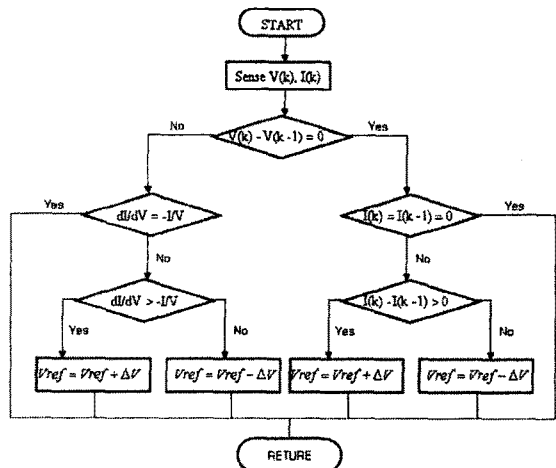 START
Sense V(k), I(k)
V(k) - V(k -1) = 0
No
Yes
Yes
dI/dV = -I/V
I(k) = I(k -1) = 0
Yes
No
No
dI/dV > -I/V
I(k) -I(k -1) > 0
Yes
No
Yes
No
Vref = Vref + ΔV
Vref = Vref - ΔV
Vref = Vref + ΔV
Vref = Vref - ΔV
RETURE